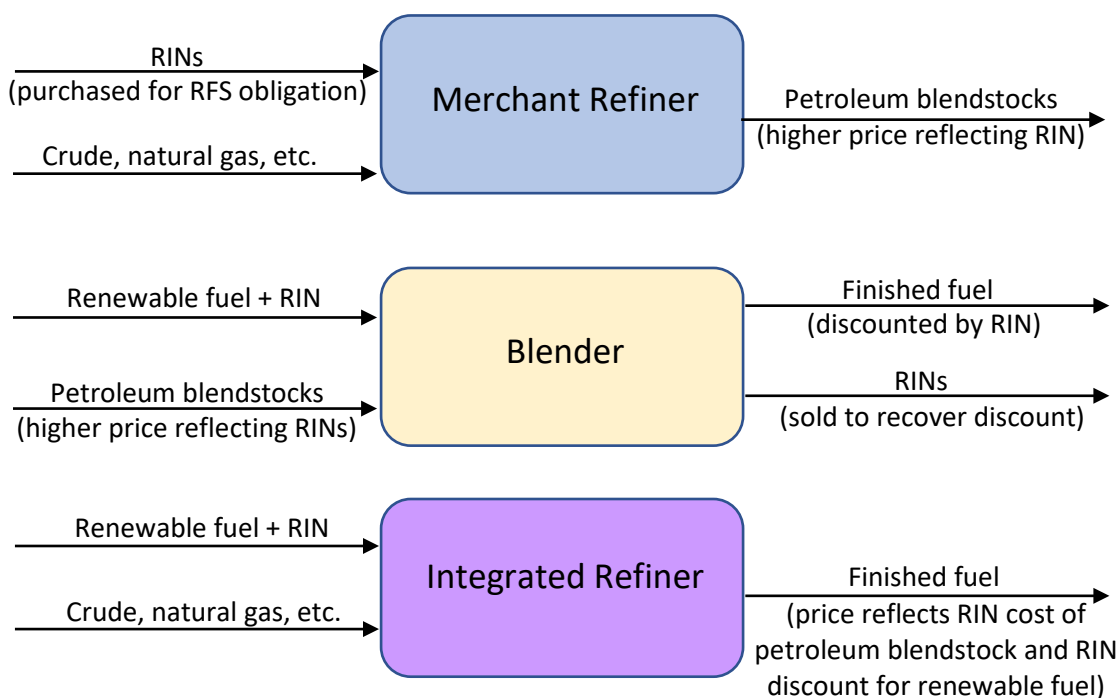 RINs
(purchased for RFS obligation)
Crude, natural gas, etc.
Merchant Refiner
Petroleum blendstocks
(higher price reflecting RIN)
Renewable fuel + RIN
Petroleum blendstocks
(higher price reflecting RINs)
Blender
Finished fuel
(discounted by RIN)
RINs
(sold to recover discount)
Renewable fuel + RIN
Crude, natural gas, etc.
Integrated Refiner
Finished fuel
(price reflects RIN cost of
petroleum blendstock and RIN
discount for renewable fuel)